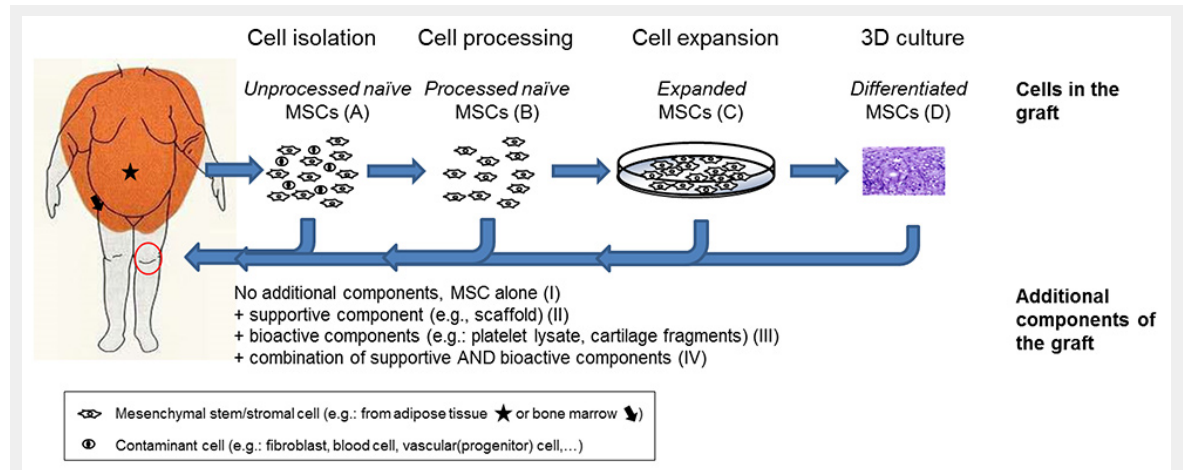 Cell isolation
Cell processing
Cell expansion
3D culture
Unprocessed naïve
MSCs (A)
Processed naïve
MSCs (B)
Expanded
MSCs (C)
Differentiated
MSCs (D)
Cells in the
graft
No additional components, MSC alone (I)
+ supportive component (e.g., scaffold) (II)
+ bioactive components (e.g.: platelet lysate, cartilage fragments) (III)
+ combination of supportive AND bioactive components (IV)
Additional
components of
the graft
Mesenchymal stem/stromal cell (e.g.: from adipose tissue ★ or bone marrow )
Contaminant cell (e.g.: fibroblast, blood cell, vascular(progenitor) cell,…)